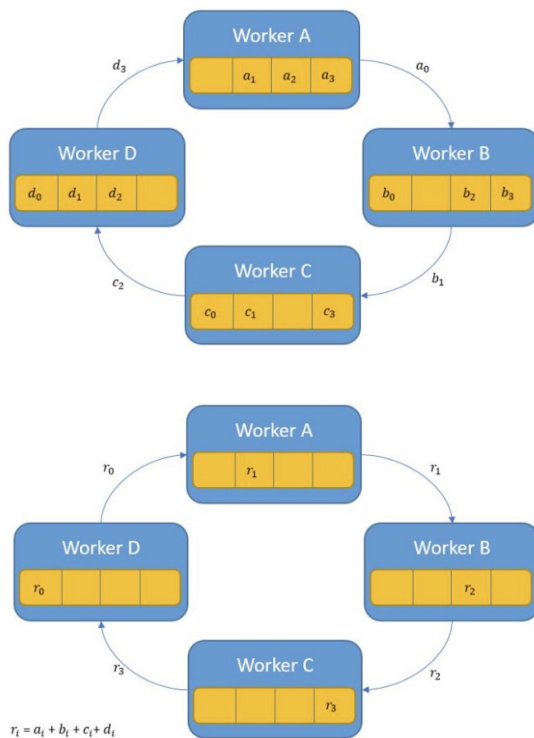 Worker A
a₁ a₂ a₃
d₃
a₀
Worker D
d₀ d₁ d₂
Worker B
b₀ b₂ b₃
Worker C
c₀ c₁ c₃
c₂
b₁
Worker A
r₁
r₀
r₁
Worker D
r₀
Worker B
r₂
Worker C
r₃
r₃
r₂
rᵢ = aᵢ + bᵢ + cᵢ+ dᵢ